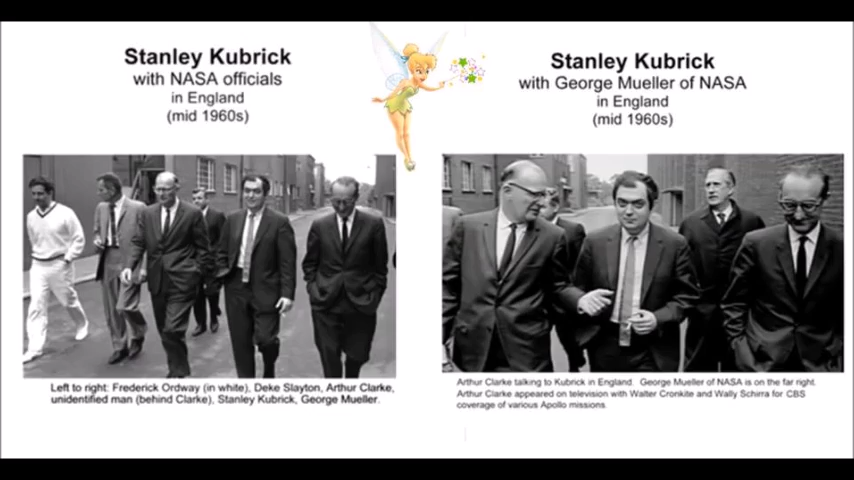 Stanley Kubrick
with NASA officials
in England
(mid 1960s)
Left to right: Frederick Ordway (in white), Deke Slayton, Arthur Clarke,
unidentified man (behind Clarke), Stanley Kubrick, George Mueller.
Stanley Kubrick
with George Mueller of NASA
in England
(mid 1960s)
Arthur Clarke talking to Kubrick in England. George Mueller of NASA is on the far right.
Arthur Clarke appeared on television with Walter Cronkite and Wally Schirra for CBS
coverage of various Apollo missions.